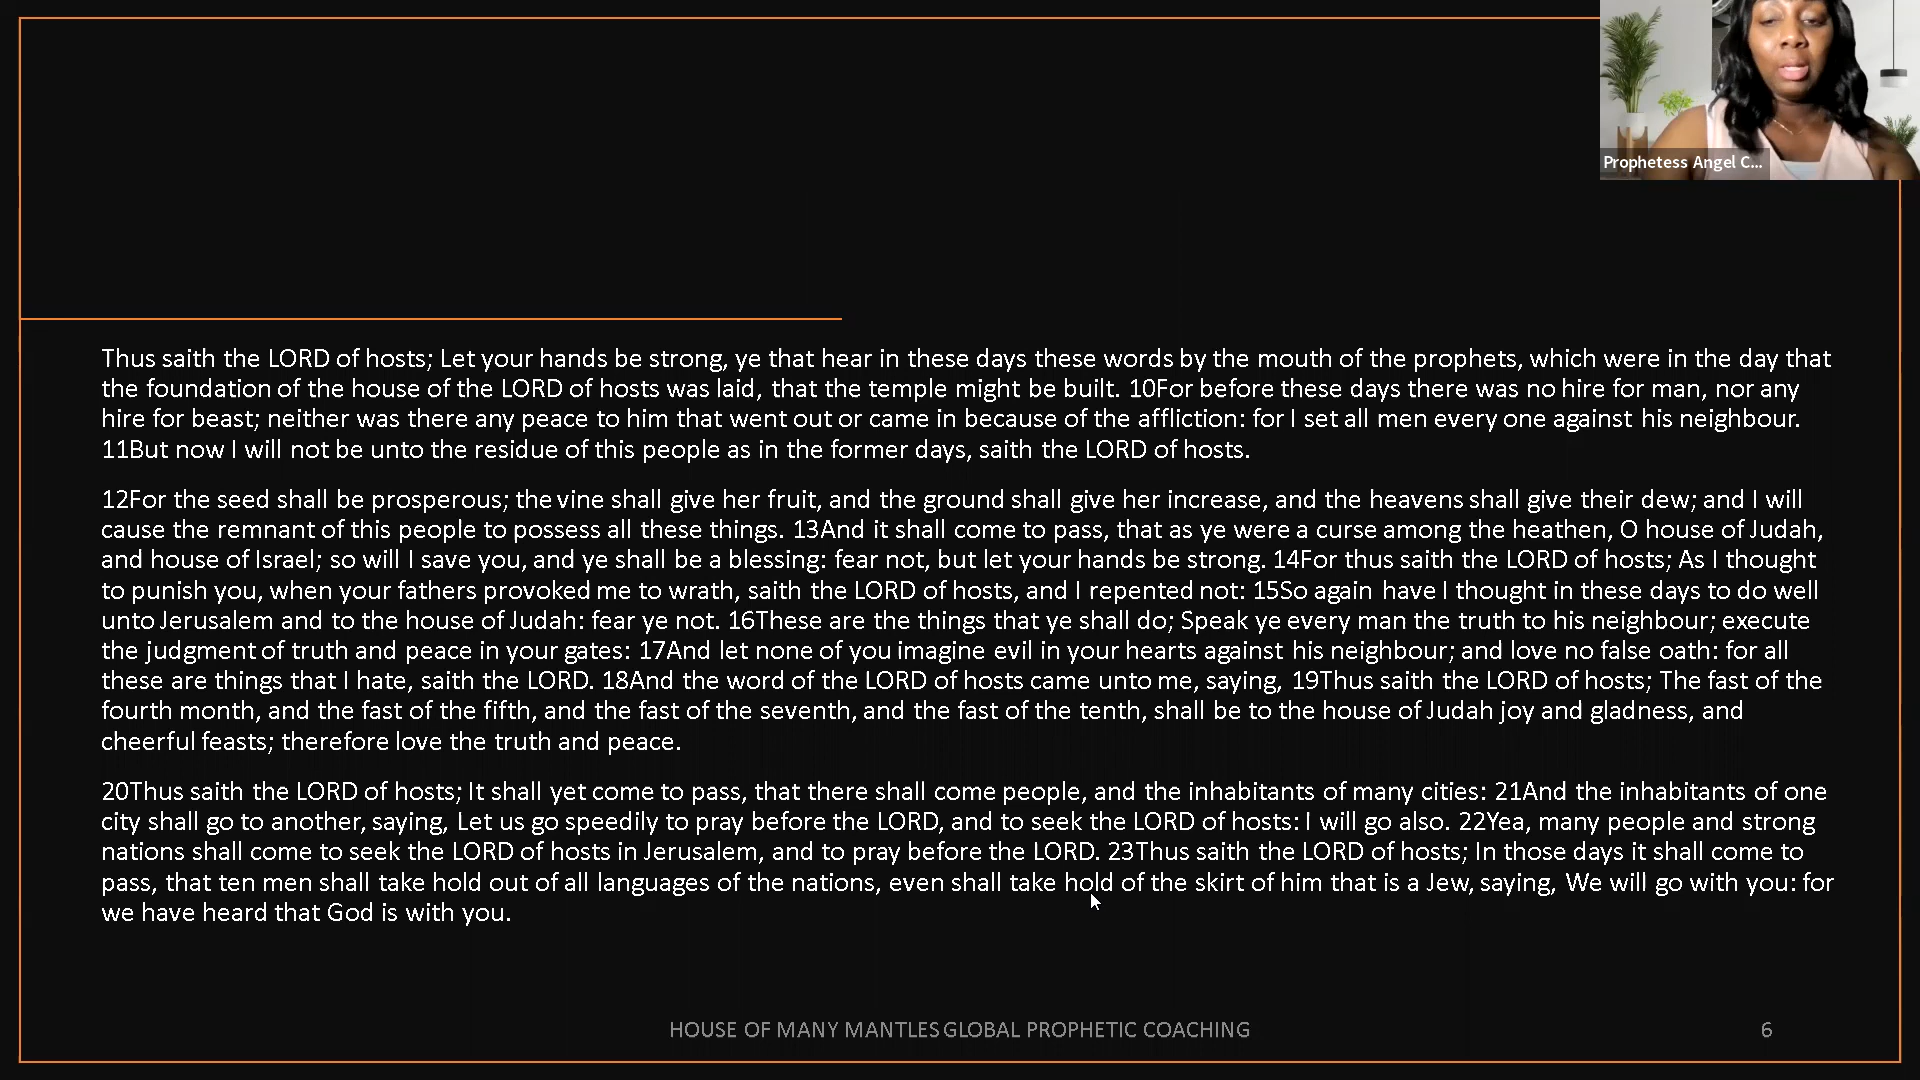 Prophetess Angel C...
Thus saith the LORD of hosts; Let your hands be strong, ye that hear in these days these words by the mouth of the prophets, which were in the day that
the foundation of the house of the LORD of hosts was laid, that the temple might be built. 10For before these days there was no hire for man, nor any
hire for beast; neither was there any peace to him that went out or came in because of the affliction: for I set all men every one against his neighbour.
11But now I will not be unto the residue of this people as in the former days, saith the LORD of hosts.
12For the seed shall be prosperous; the vine shall give her fruit, and the ground shall give her increase, and the heavens shall give their dew; and I will
cause the remnant of this people to possess all these things. 13And it shall come to pass, that as ye were a curse among the heathen, O house of Judah,
and house of Israel; so will I save you, and ye shall be a blessing: fear not, but let your hands be strong. 14For thus saith the LORD of hosts; As I thought
to punish you, when your fathers provoked me to wrath, saith the LORD of hosts, and I repented not: 15So again have I thought in these days to do well
unto Jerusalem and to the house of Judah: fear ye not. 16These are the things that ye shall do; Speak ye every man the truth to his neighbour; execute
the judgment of truth and peace in your gates: 17And let none of you imagine evil in your hearts against his neighbour; and love no false oath: for all
these are things that I hate, saith the LORD. 18And the word of the LORD of hosts came unto me, saying, 19Thus saith the LORD of hosts; The fast of the
fourth month, and the fast of the fifth, and the fast of the seventh, and the fast of the tenth, shall be to the house of Judah joy and gladness, and
cheerful feasts; therefore love the truth and peace.
20Thus saith the LORD of hosts; It shall yet come to pass, that there shall come people, and the inhabitants of many cities: 21And the inhabitants of one
city shall go to another, saying, Let us go speedily to pray before the LORD, and to seek the LORD of hosts: I will go also. 22Yea, many people and strong
nations shall come to seek the LORD of hosts in Jerusalem, and to pray before the LORD. 23Thus saith the LORD of hosts; In those days it shall come to
pass, that ten men shall take hold out of all languages of the nations, even shall take hold of the skirt of him that is a Jew, saying, We will go with you: for
we have heard that God is with you.
HOUSE OF MANY MANTLES GLOBAL PROPHETIC COACHING
6